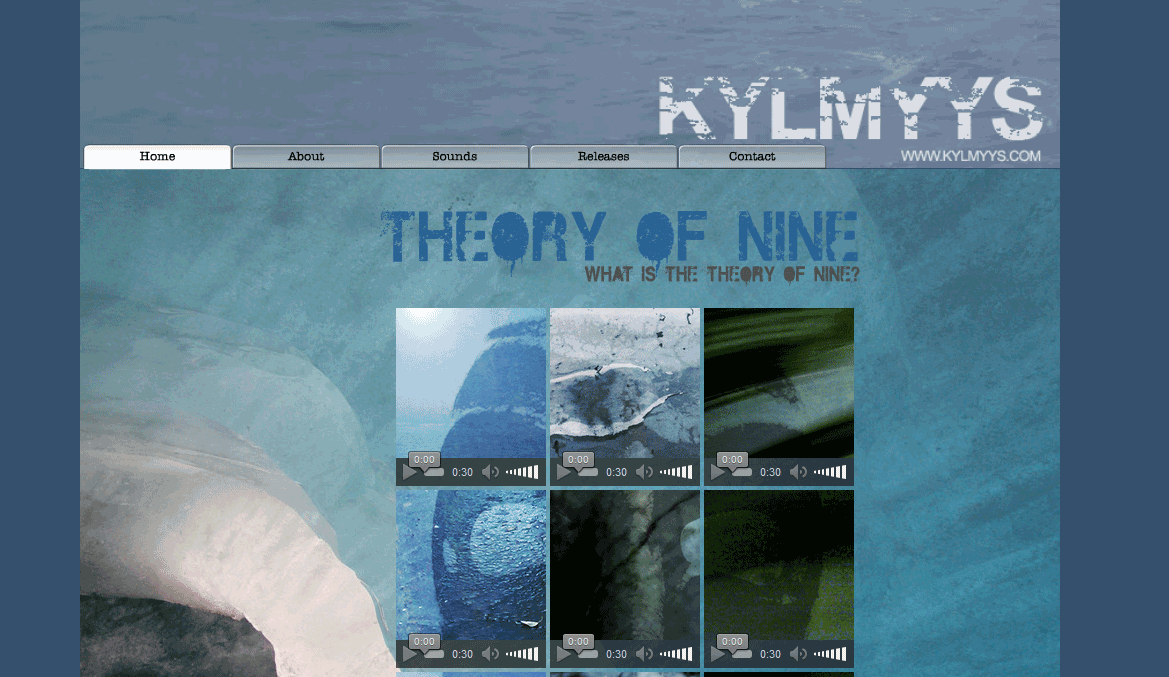 KYLMYYS
WWW.KYLMYYS.COM
Home About Sounds Releases Contact
THEORY OF NINE
WHAT IS THE THEORY OF NINE?
0:00 0:30 0:00 0:30 0:00 0:30
0:00 0:30 0:00 0:30 0:00 0:30